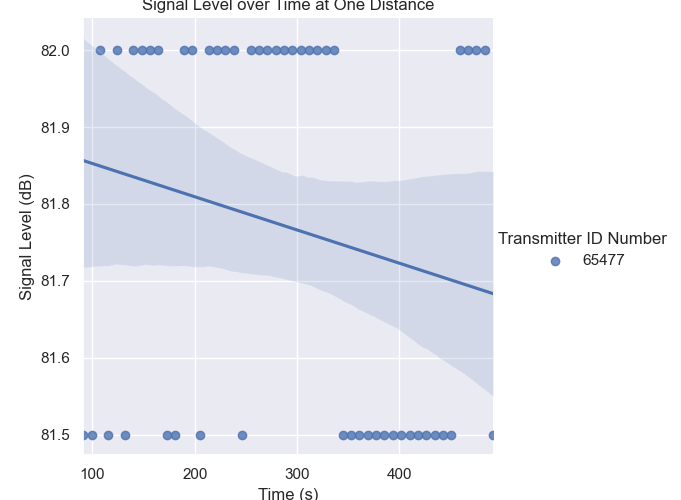 Signal Level over Time at One Distance
82.0
81.9
81.8
81.7
81.6
81.5
Signal Level (dB)
100 200 300 400
Time (s)
Transmitter ID Number
65477